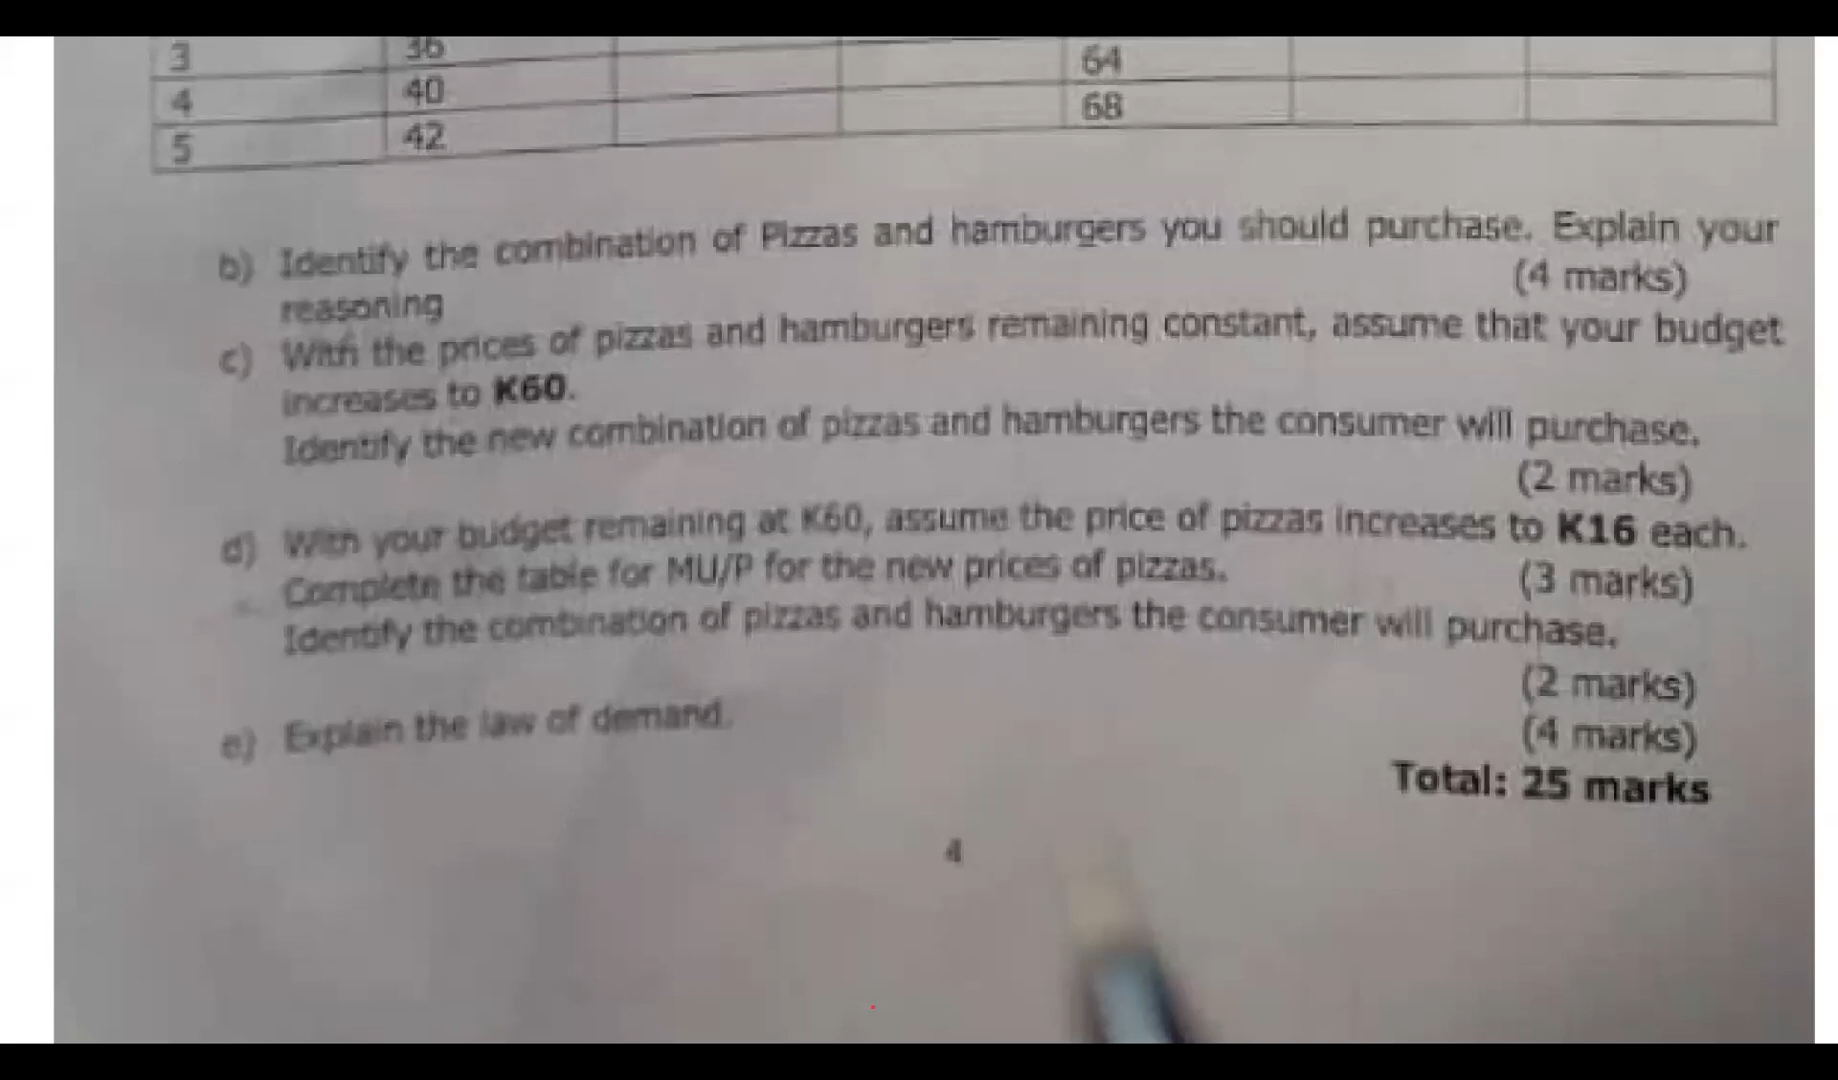 3 36 64
4 40 68
5 42
b) Identify the combination of Pizzas and hamburgers you should purchase. Explain your
reasoning (4 marks)
c) With the prices of pizzas and hamburgers remaining constant, assume that your budget
increases to K60.
Identify the new combination of pizzas and hamburgers the consumer will purchase.
(2 marks)
d) With your budget remaining at K60, assume the price of pizzas increases to K16 each.
Complete the table for MU/P for the new prices of pizzas. (3 marks)
Identify the combination of pizzas and hamburgers the consumer will purchase.
(2 marks)
e) Explain the law of demand. (4 marks)
Total: 25 marks
4